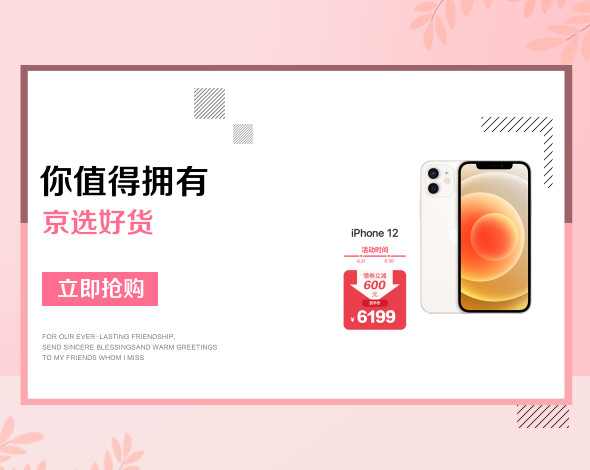 你值得拥有
京选好货
立即抢购
FOR OUR EVER-LASTING FRIENDSHIP,
SEND SINCERE BLESSINGSAND WARM GREETINGS
TO MY FRIENDS WHOM I MISS
iPhone 12
活动时间
6.21 6.30
领券立减
600
元
到手价
¥6199